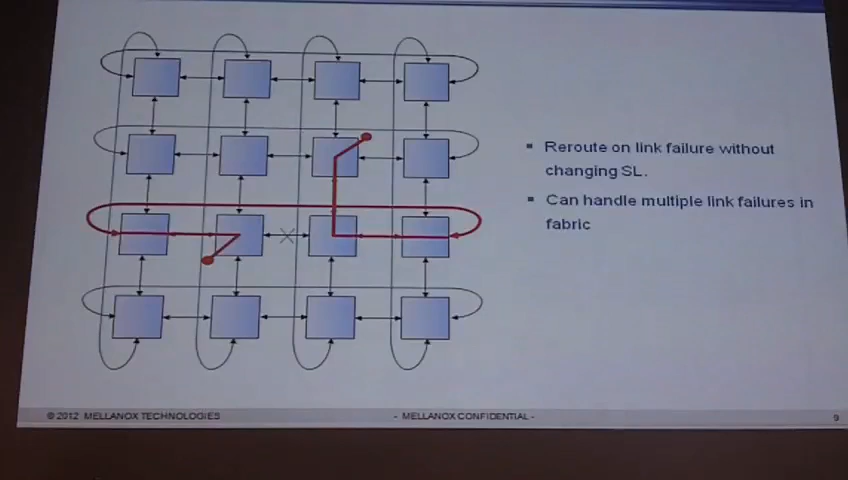 ▪ Reroute on link failure without
changing SL.
▪ Can handle multiple link failures in
fabric
© 2012 MELLANOX TECHNOLOGIES
- MELLANOX CONFIDENTIAL -
9